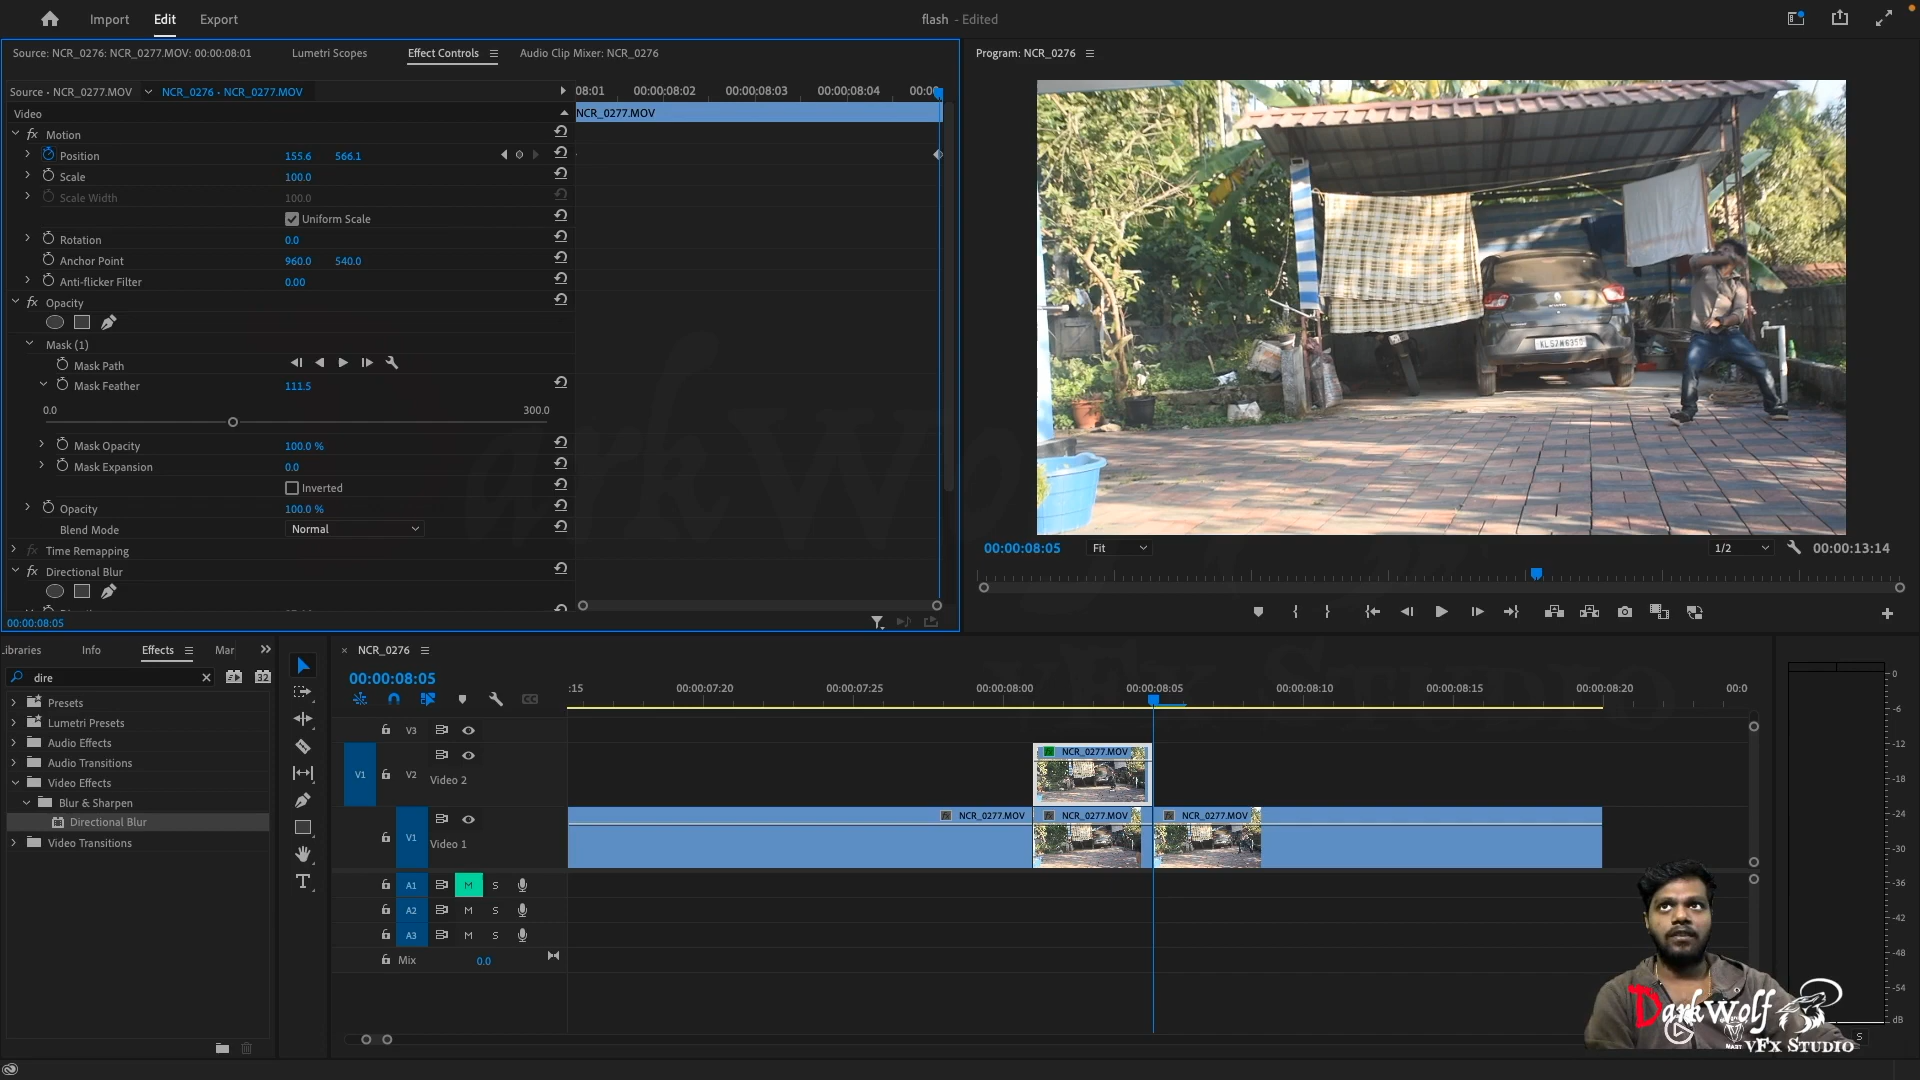 Import Edit Export flash - Edited
Source: NCR_0276: NCR_0277.MOV: 00:00:08:01 Lumetri Scopes Effect Controls Audio Clip Mixer: NCR_0276
Program: NCR_0276
Source • NCR_0277.MOV NCR_0276 • NCR_0277.MOV
08:01 00:00:08:02 00:00:08:03 00:00:08:04 00:00
Video NCR_0277.MOV
fx Motion
Position 155.6 566.1
Scale 100.0
Scale Width 100.0
Uniform Scale
Rotation 0.0
Anchor Point 960.0 540.0
Anti-flicker Filter 0.00
fx Opacity
Mask (1)
Mask Path
Mask Feather 111.5
0.0 300.0
Mask Opacity 100.0 %
Mask Expansion 0.0
Inverted
Opacity 100.0 %
Blend Mode Normal
fx Time Remapping
fx Directional Blur
00:00:08:05
00:00:08:05 Fit 1/2 00:00:13:14
ibraries Info Effects Mar
dire 32
Presets
Lumetri Presets
Audio Effects
Audio Transitions
Video Effects
Blur & Sharpen
Directional Blur
Video Transitions
× NCR_0276
00:00:08:05
:15 00:00:07:20 00:00:07:25 00:00:08:00 00:00:08:05 00:00:08:10 00:00:08:15 00:00:08:20 00:0
V3
V1 V2 Video 2 fx NCR_0277.MOV
V1 Video 1 fx NCR_0277.MOV fx NCR_0277.MOV fx NCR_0277.MOV
A1 M S
A2 M S
A3 M S
Mix 0.0
0
-6
-12
-18
-24
-30
-36
-42
-48
-54
dB
S
DarkWolf
vFx Studio